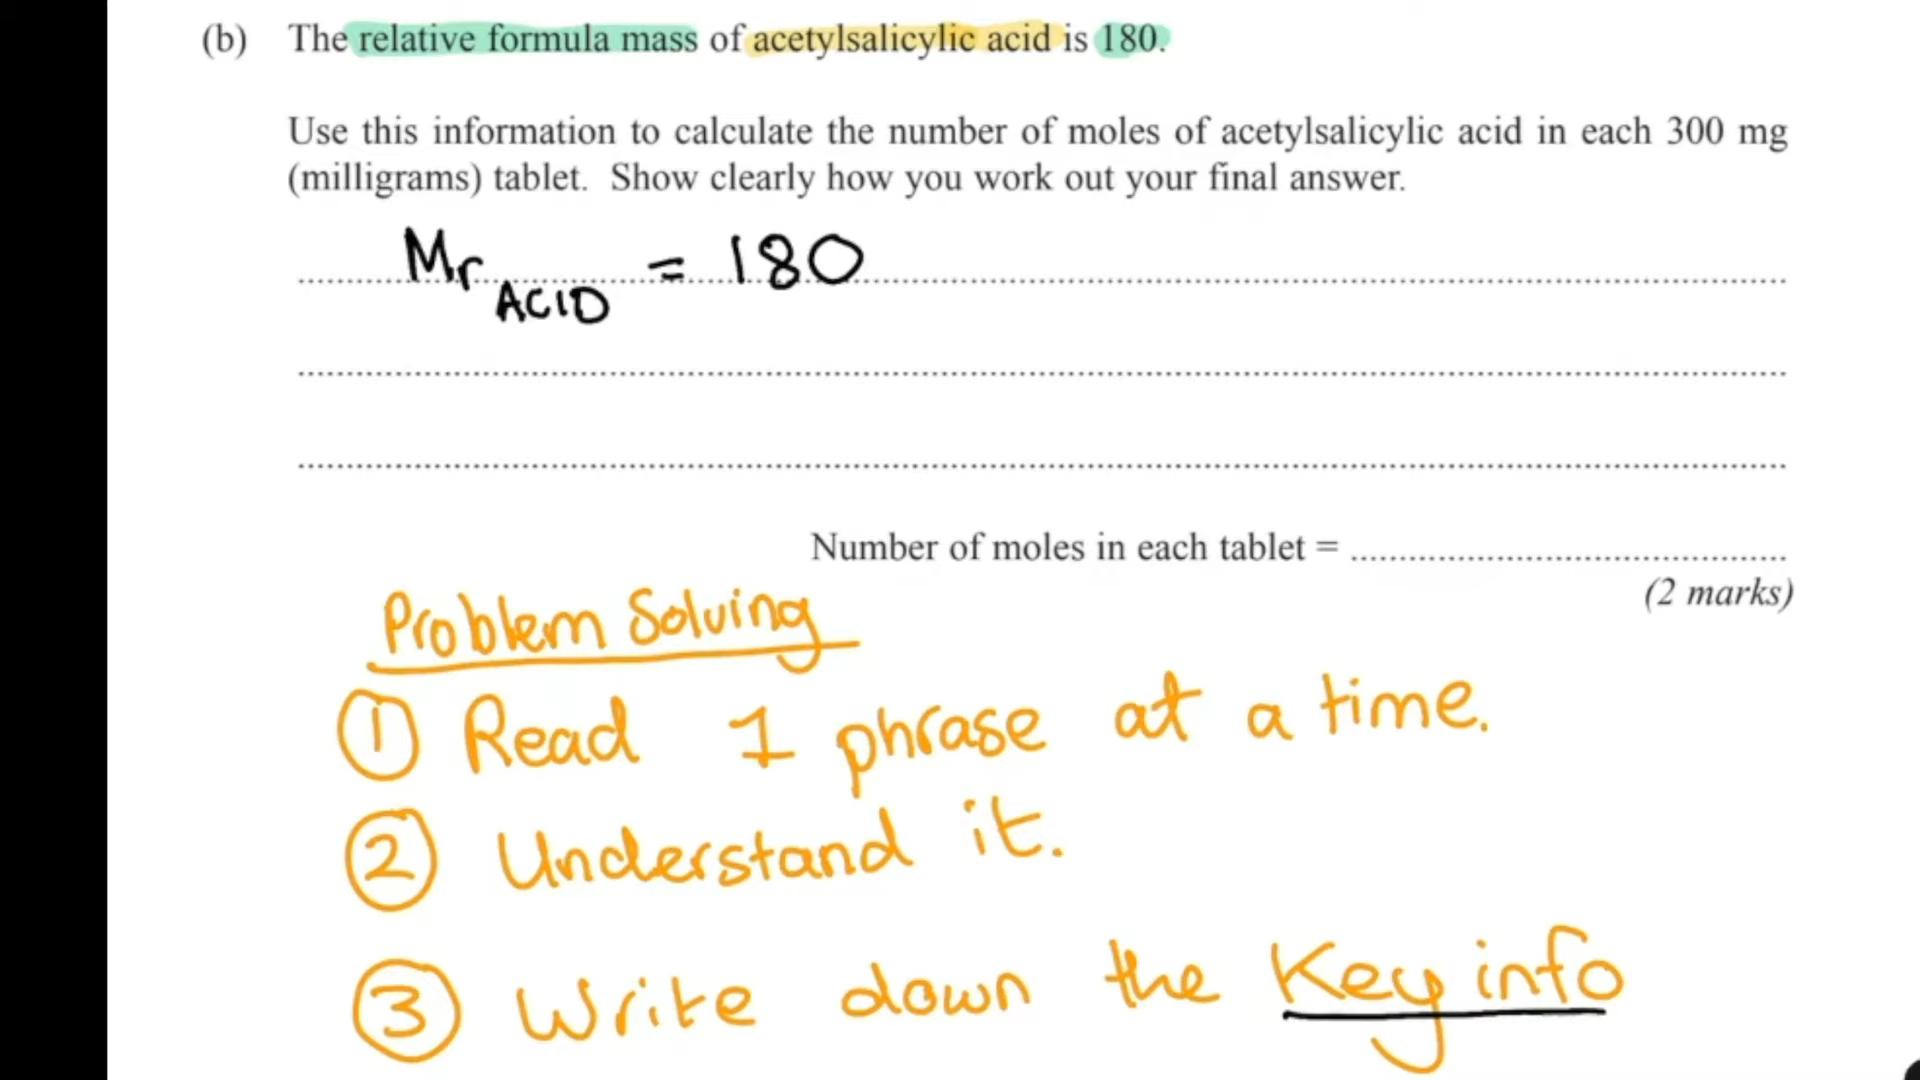 (b) The relative formula mass of acetylsalicylic acid is 180.
Use this information to calculate the number of moles of acetylsalicylic acid in each 300 mg
(milligrams) tablet. Show clearly how you work out your final answer.
Mr ACID = 180
Number of moles in each tablet = ............................................
(2 marks)
Problem Solving
① Read 1 phrase at a time.
② Understand it.
③ Write down the Key info